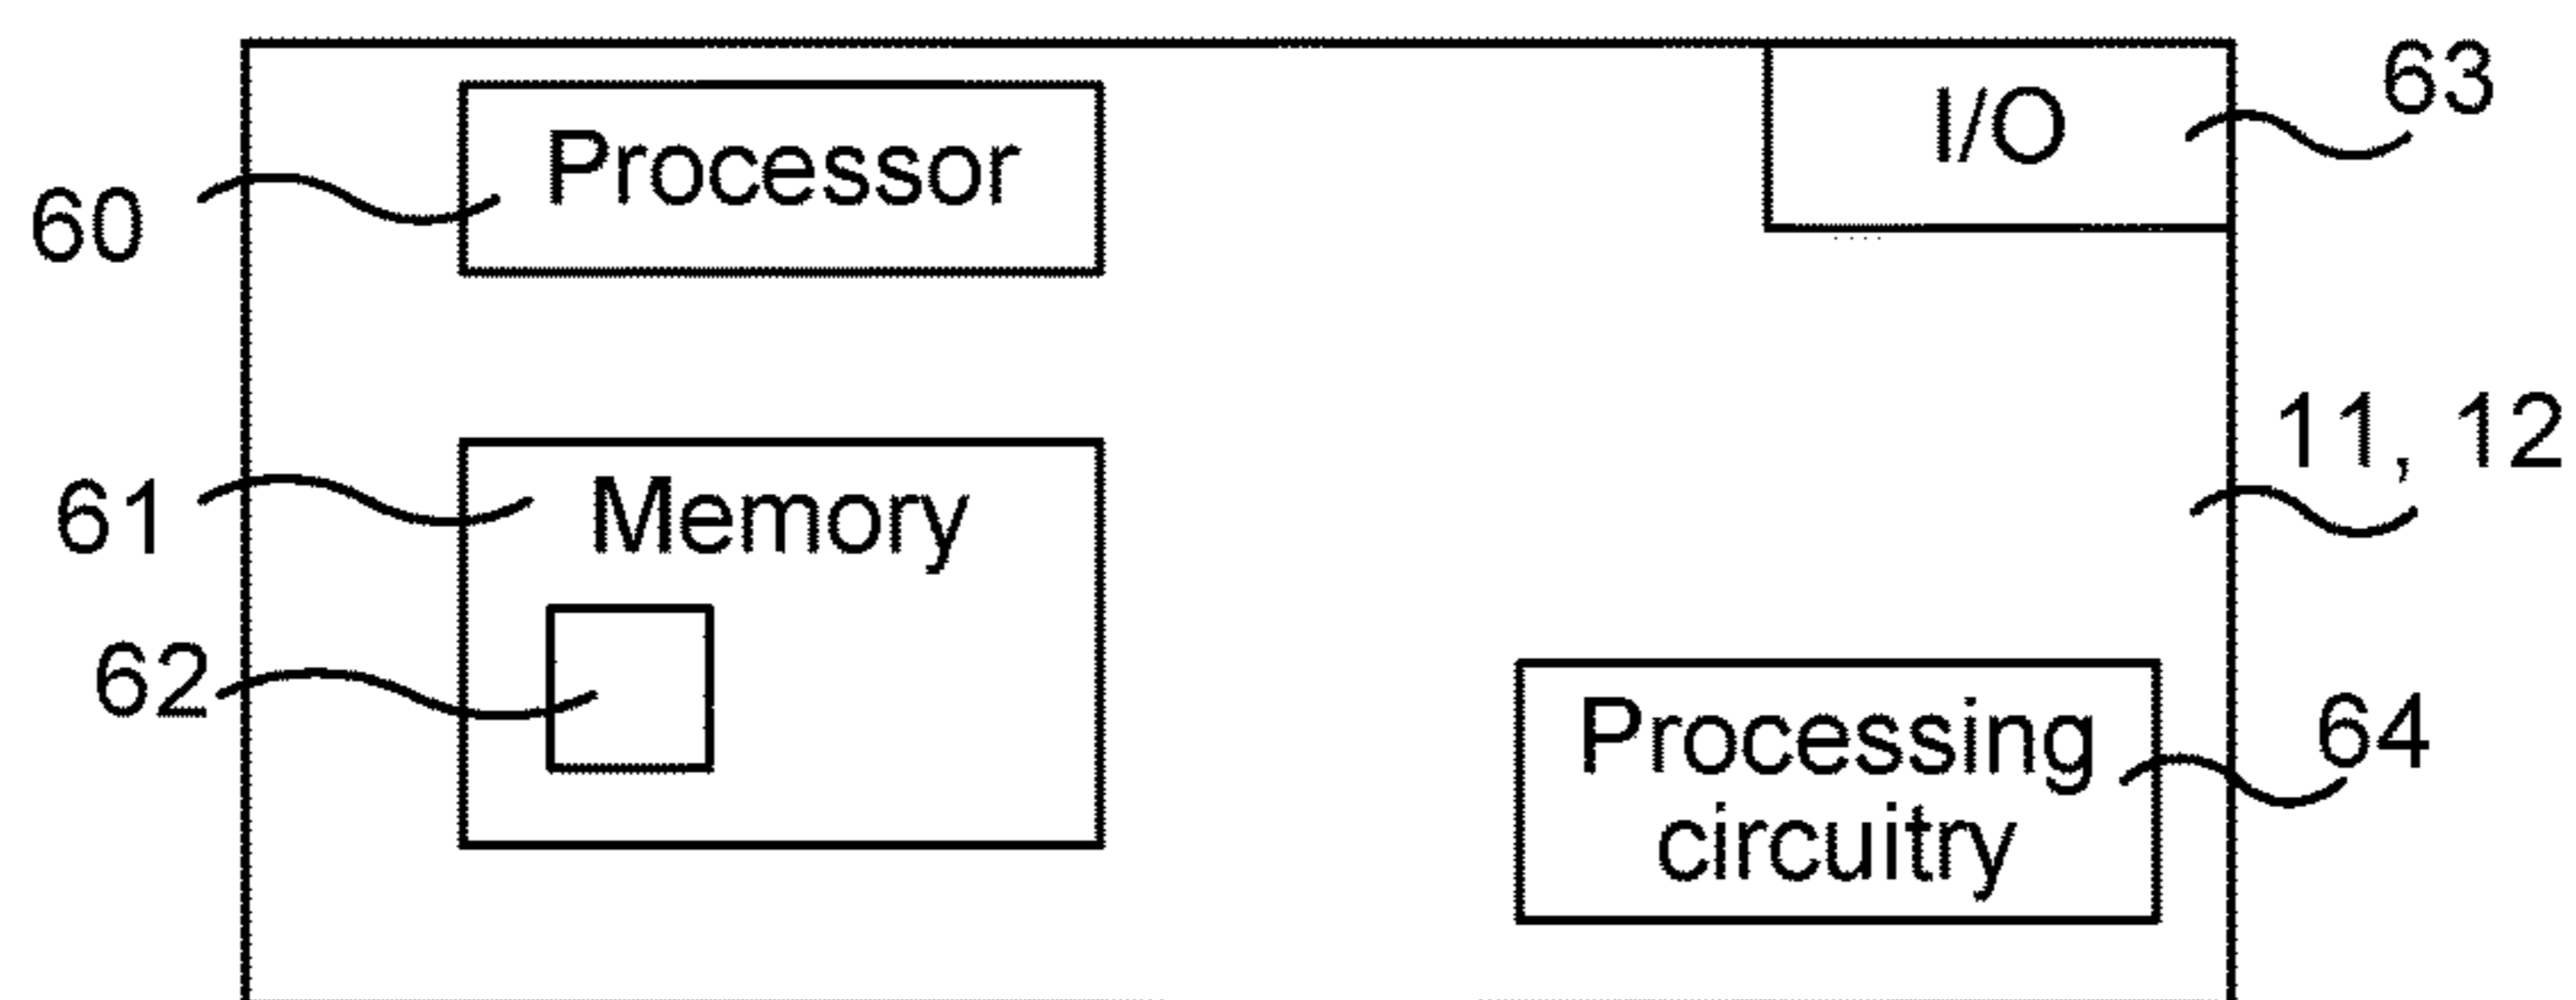 Processor
I/O
63
60
11, 12
61
Memory
62
Processing
circuitry
64